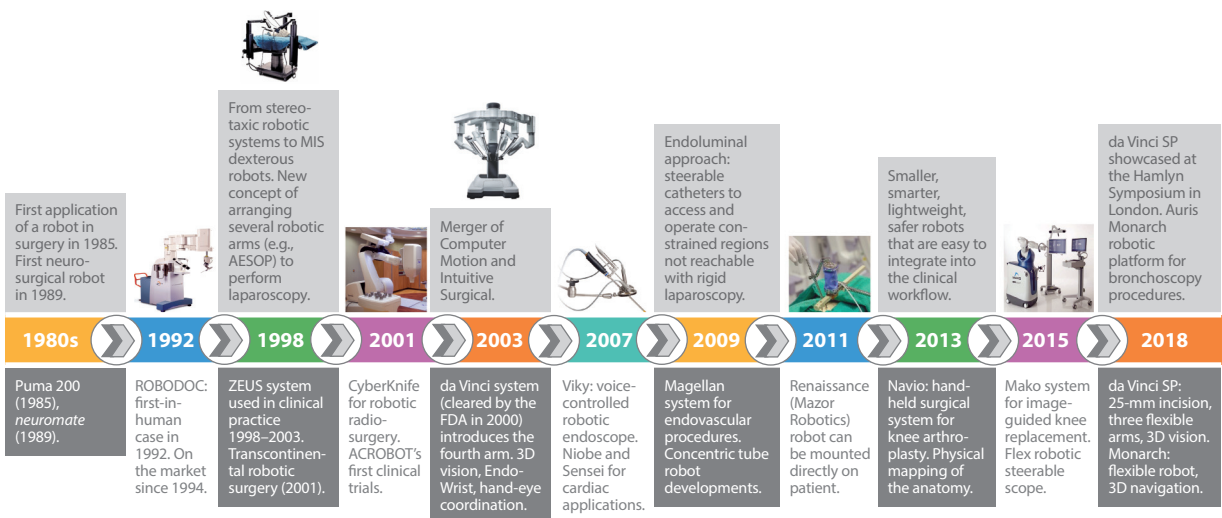 First application
of a robot in
surgery in 1985.
First neuro-
surgical robot
in 1989.
From stereo-
taxic robotic
systems to MIS
dexterous
robots. New
concept of
arranging
several robotic
arms (e.g.,
AESOP) to
perform
laparoscopy.
Merger of
Computer
Motion and
Intuitive
Surgical.
Endoluminal
approach:
steerable
catheters to
access and
operate con-
strained regions
not reachable
with rigid
laparoscopy.
Smaller,
smarter,
lightweight,
safer robots
that are easy to
integrate into
the clinical
workflow.
da Vinci SP
showcased at
the Hamlyn
Symposium in
London. Auris
Monarch
robotic
platform for
bronchoscopy
procedures.
1980s
1992
1998
2001
2003
2007
2009
2011
2013
2015
2018
Puma 200
(1985),
neuromate
(1989).
ROBODOC:
first-in-
human
case in
1992. On
the market
since 1994.
ZEUS system
used in clinical
practice
1998–2003.
Transcontinen-
tal robotic
surgery (2001).
CyberKnife
for robotic
radio-
surgery.
ACROBOT's
first clinical
trials.
da Vinci system
(cleared by the
FDA in 2000)
introduces the
fourth arm. 3D
vision, Endo-
Wrist, hand-eye
coordination.
Viky: voice-
controlled
robotic
endoscope.
Niobe and
Sensei for
cardiac
applications.
Magellan
system for
endovascular
procedures.
Concentric tube
robot
developments.
Renaissance
(Mazor
Robotics)
robot can
be mounted
directly on
patient.
Navio: hand-
held surgical
system for
knee arthro-
plasty. Physical
mapping of
the anatomy.
Mako system
for image-
guided knee
replacement.
Flex robotic
steerable
scope.
da Vinci SP:
25-mm incision,
three flexible
arms, 3D vision.
Monarch:
flexible robot,
3D navigation.